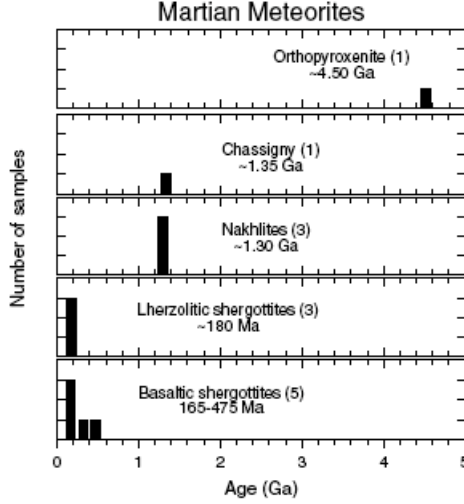 Martian Meteorites
Orthopyroxenite (1)
~4.50 Ga
Chassigny (1)
~1.35 Ga
Number of samples
Nakhlites (3)
~1.30 Ga
Lherzolitic shergottites (3)
~180 Ma
Basaltic shergottites (5)
165-475 Ma
0 1 2 3 4 5
Age (Ga)